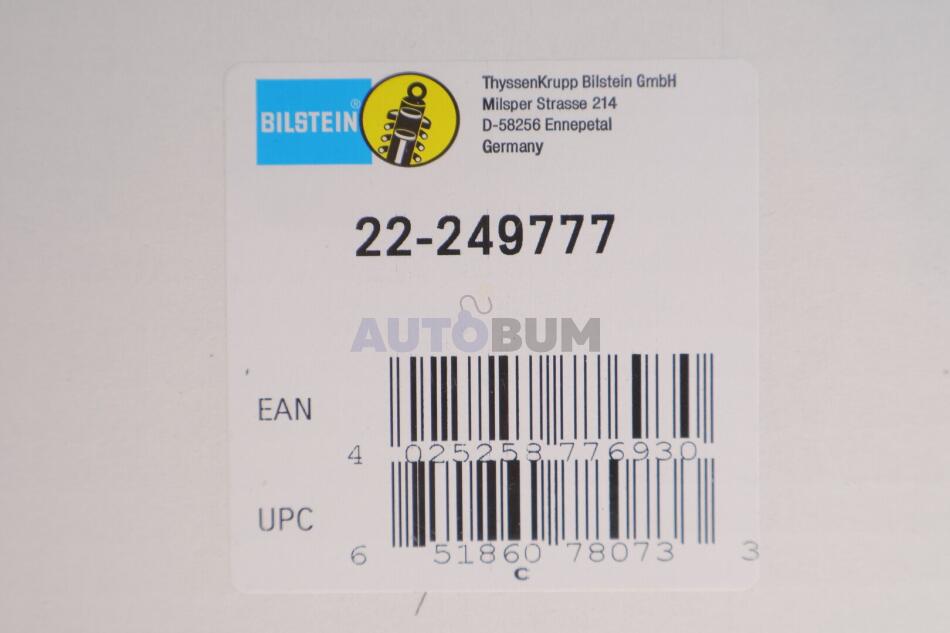 BILSTEIN®
ThyssenKrupp Bilstein GmbH
Milsper Strasse 214
D-58256 Ennepetal
Germany
22-249777
AUTOBUM
EAN
4 025258 776930
UPC
6 51860 78073 3
C